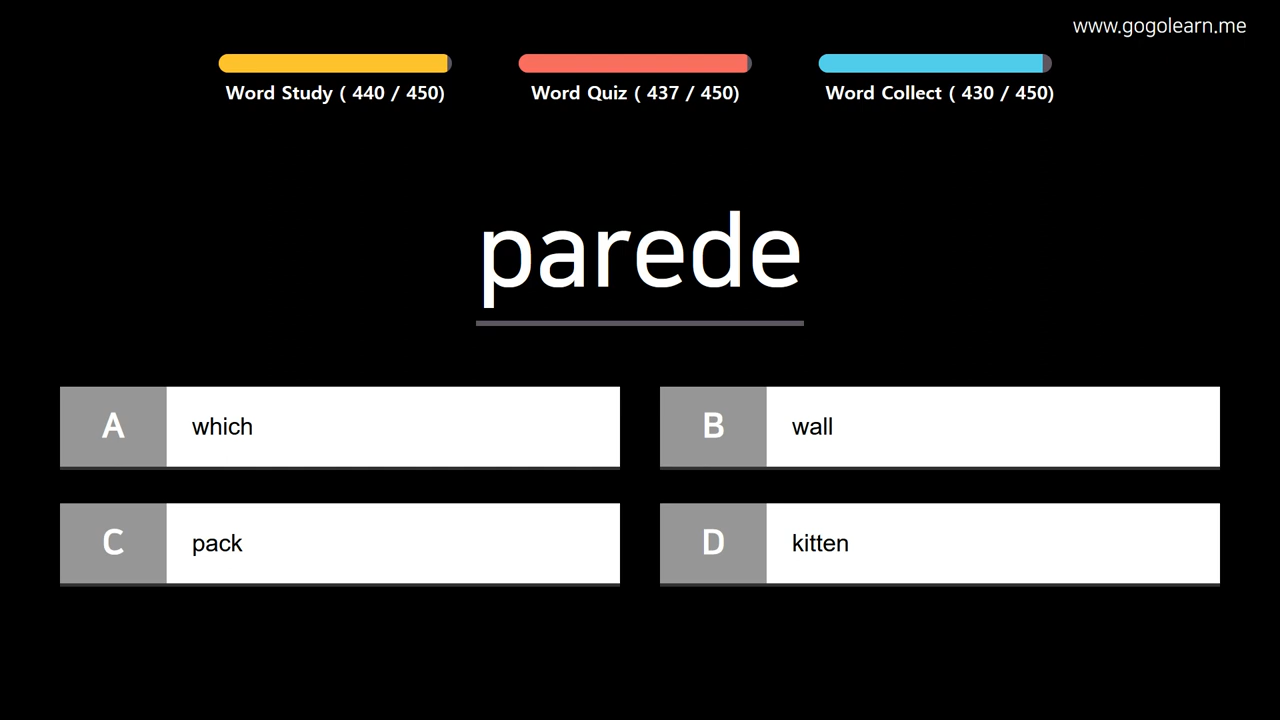 www.gogolearn.me
Word Study ( 440 / 450)
Word Quiz ( 437 / 450)
Word Collect ( 430 / 450)
parede
A which
B wall
C pack
D kitten